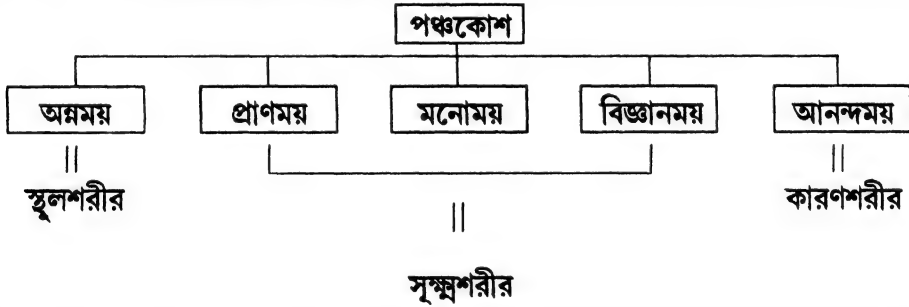 পঞ্চকোশ
অন্নময় প্রাণময় মনোময় বিজ্ঞানময় আনন্দময়
|| ||
স্থূলশরীর কারণশরীর
||
সূক্ষ্মশরীর